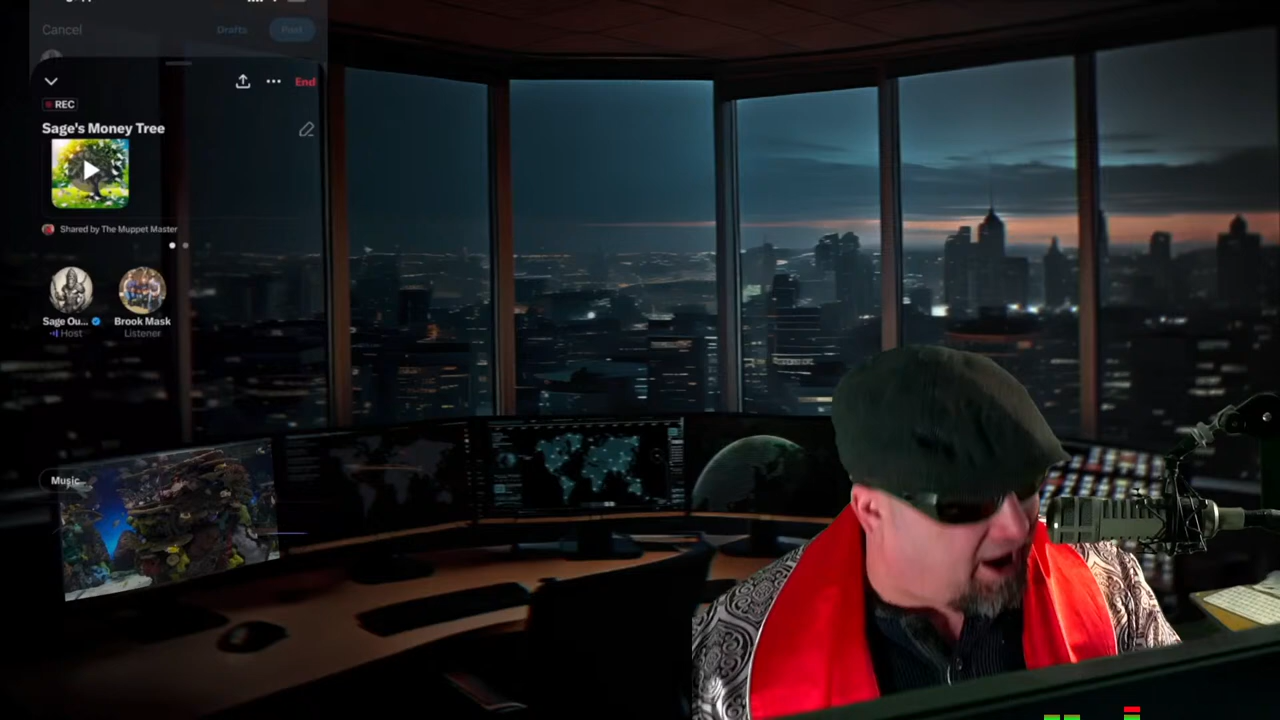 Cancel
Drafts
Post
End
REC
Sage's Money Tree
Shared by The Muppet Master
Sage Ou...
Brook Mask
Host
Listener
Music